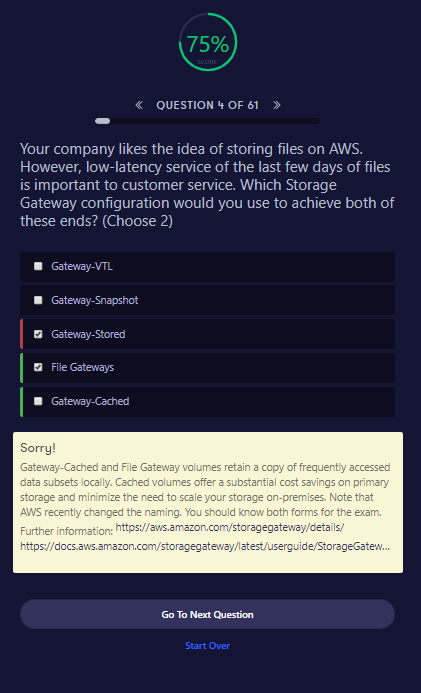 75%
SCORE
« QUESTION 4 OF 61 »
Your company likes the idea of storing files on AWS.
However, low-latency service of the last few days of files
is important to customer service. Which Storage
Gateway configuration would you use to achieve both of
these ends? (Choose 2)
Gateway-VTL
Gateway-Snapshot
Gateway-Stored
File Gateways
Gateway-Cached
Sorry!
Gateway-Cached and File Gateway volumes retain a copy of frequently accessed
data subsets locally. Cached volumes offer a substantial cost savings on primary
storage and minimize the need to scale your storage on-premises. Note that
AWS recently changed the naming. You should know both forms for the exam.
Further information: https://aws.amazon.com/storagegateway/details/
https://docs.aws.amazon.com/storagegateway/latest/userguide/StorageGatew...
Go To Next Question
Start Over